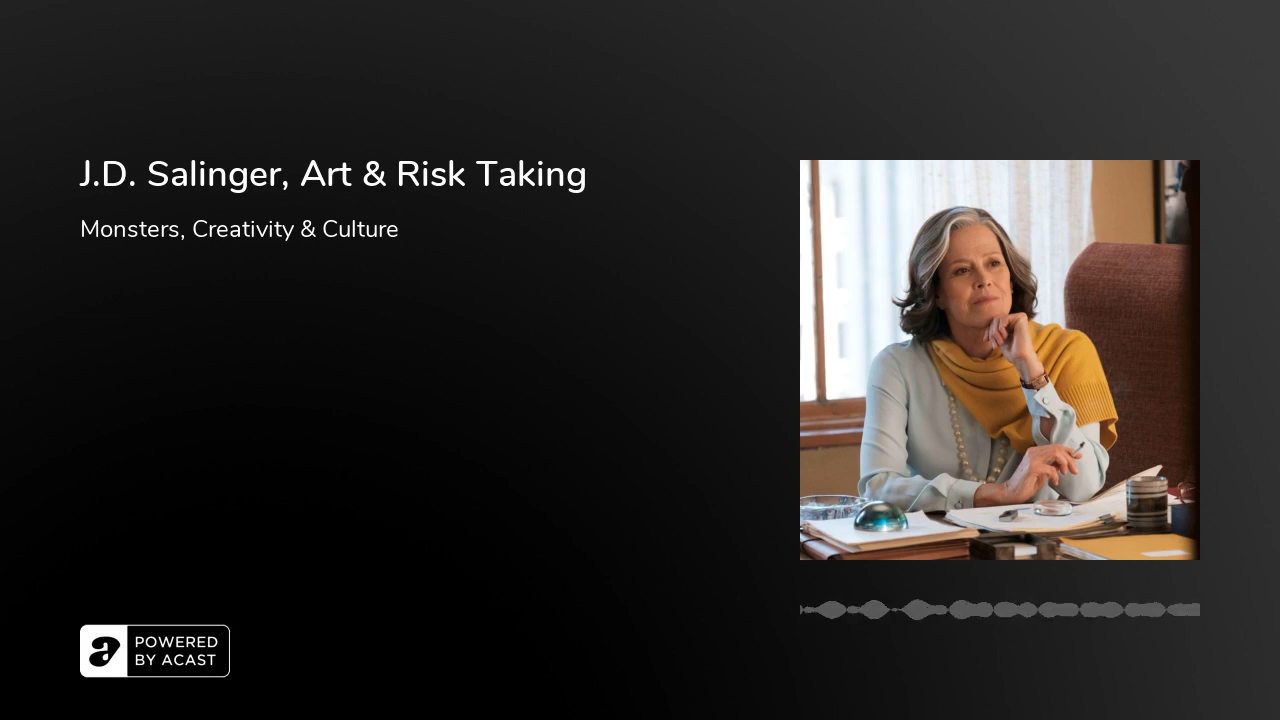 J.D. Salinger, Art & Risk Taking
Monsters, Creativity & Culture
POWERED
BY ACAST